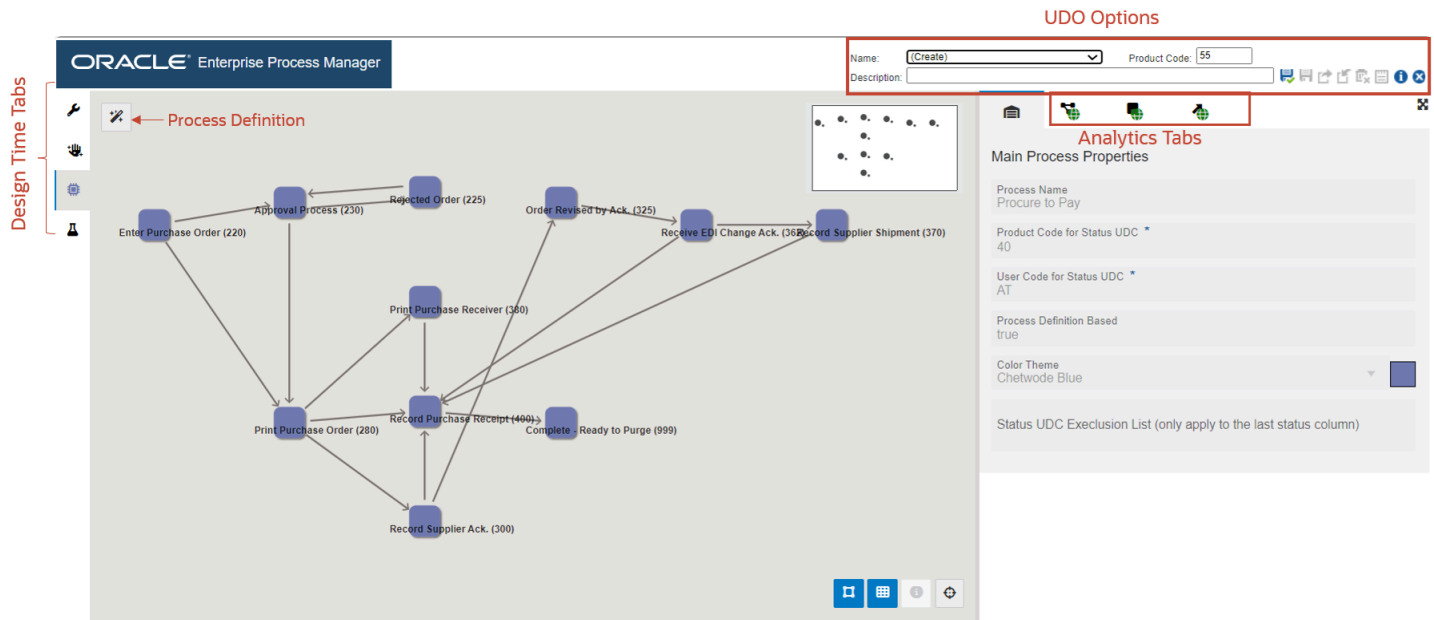 UDO Options
ORACLE Enterprise Process Manager
Name: (Create) Product Code: 55
Description:
Design Time Tabs
Process Definition
Analytics Tabs
Main Process Properties
Process Name
Procure to Pay
Product Code for Status UDC *
40
User Code for Status UDC *
AT
Process Definition Based
true
Color Theme
Chetwode Blue
Status UDC Execlusion List (only apply to the last status column)
Rejected Order (225)
Approval Process (230)
Order Revised by Ack. (325)
Enter Purchase Order (220)
Receive EDI Change Ack. (36
Record Supplier Shipment (370)
Print Purchase Receiver (380)
Record Purchase Receipt (400)
Print Purchase Order (280)
Complete - Ready to Purge (999)
Record Supplier Ack. (300)